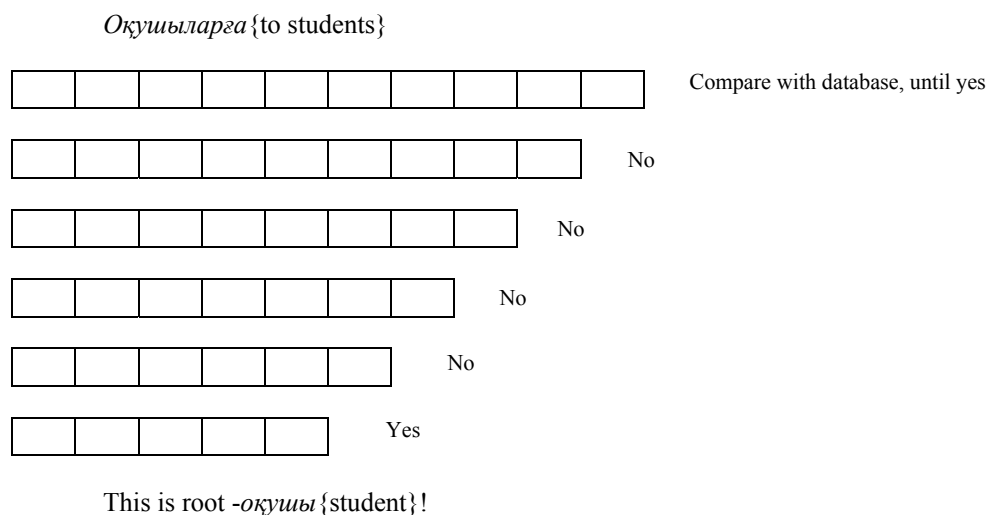 Оқушыларға{to students}
Compare with database, until yes
No
No
No
No
Yes
This is root -оқушы{student}!